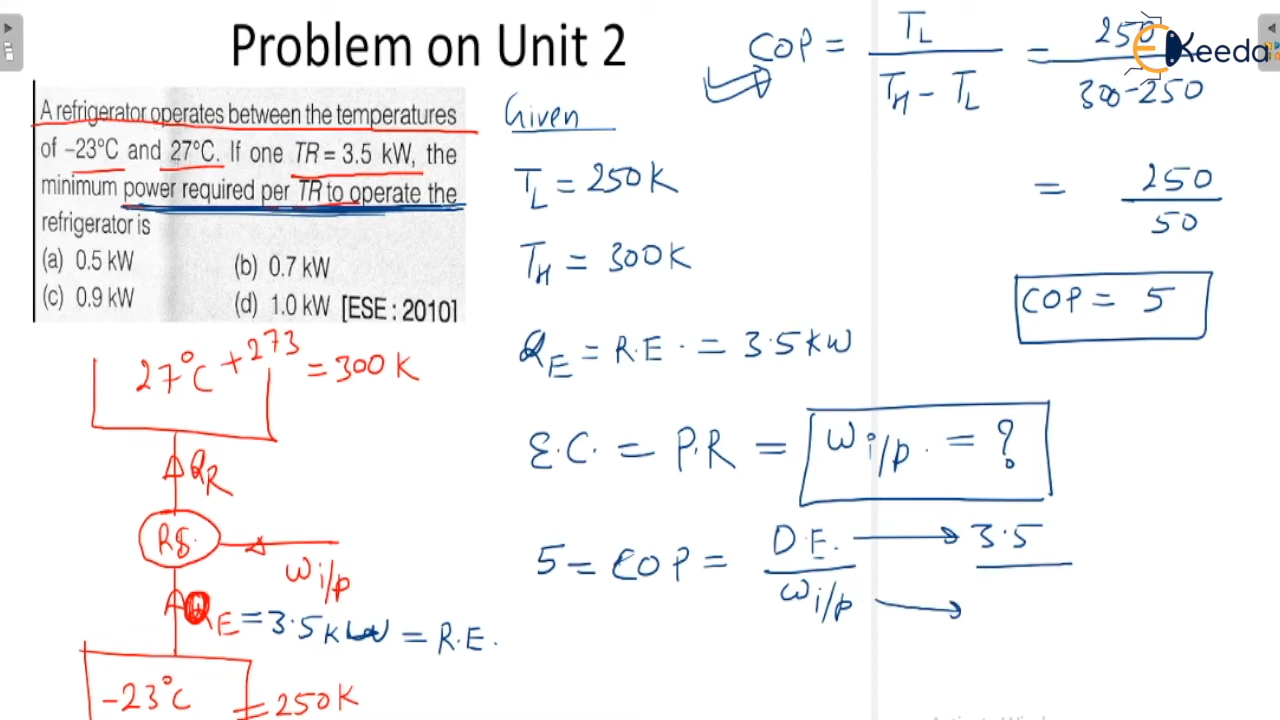 Problem on Unit 2
A refrigerator operates between the temperatures
of –23°C and 27°C. If one TR = 3.5 kW, the
minimum power required per TR to operate the
refrigerator is
(a) 0.5 kW (b) 0.7 kW
(c) 0.9 kW (d) 1.0 kW [ESE : 2010]
27°C + 273 = 300 K
QR
RS.
Wi/p
QE = 3.5 kW = R.E.
-23°C = 250K
Given
TL = 250 K
TH = 300K
QE = R.E. = 3.5 KW
E.C. = P.R = Wi/p. = ?
5 = COP = D.E. / Wi/p → 3.5
COP = TL / TH - TL = 250 / 300-250
= 250 / 50
COP = 5
EKeeda